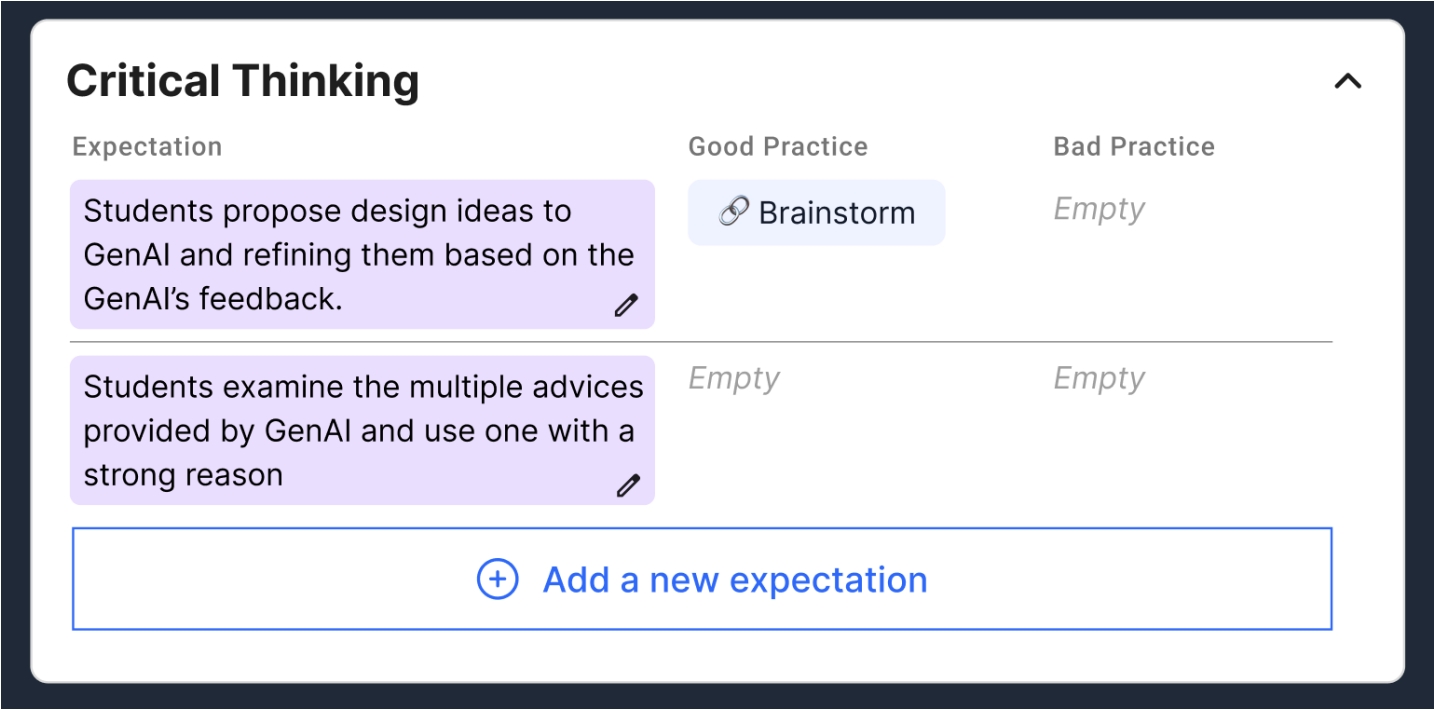 Critical Thinking
Expectation Good Practice Bad Practice
Students propose design ideas to
GenAI and refining them based on the
GenAI’s feedback.
Brainstorm
Empty
Students examine the multiple advices
provided by GenAI and use one with a
strong reason
Empty
Empty
Add a new expectation